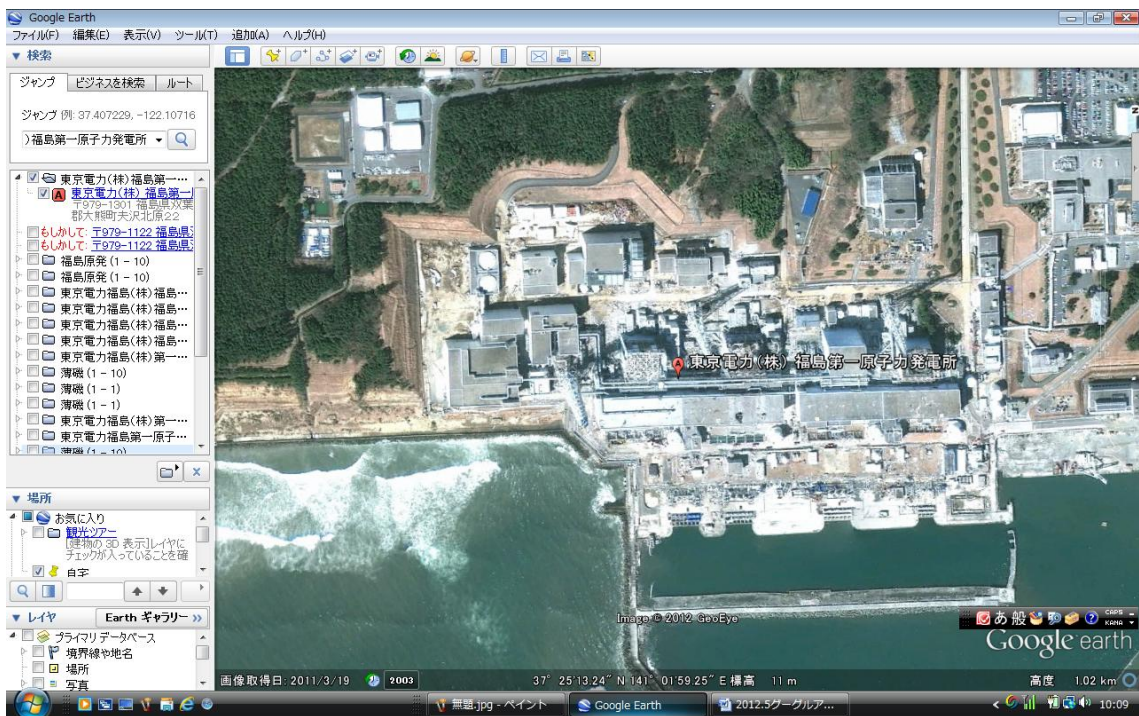 Google Earth
ファイル(F) 編集(E) 表示(V) ツール(T) 追加(A) ヘルプ(H)
▼ 検索
ジャンプ ビジネスを検索 ルート
ジャンプ 例: 37.407229, -122.10716
)福島第一原子力発電所
東京電力(株) 福島第一…
A 東京電力(株) 福島第一
〒979-1301 福島県双葉
郡大熊町夫沢北原22
もしかして: 〒979-1122 福島県
もしかして: 〒979-1122 福島県
福島原発 (1 - 10)
東京電力福島(株)福島…
東京電力福島(株)福島…
東京電力福島(株)福島…
東京電力福島(株)福島…
東京電力福島(株)第一…
薄磯 (1 - 10)
薄磯 (1 - 1)
薄磯 (1 - 1)
東京電力福島(株)第一…
東京電力福島第一原子…
薄磯 (1 - 10)
▼ 場所
お気に入り
観光ツアー
[建物の 3D 表示]レイヤに
チェックが入っていることを確
自宅
▼ レイヤ Earth ギャラリー >>
プライマリ データベース
境界線や地名
場所
写真
A 東京電力(株) 福島第一原子力発電所
Image © 2012 GeoEye
あ 般 CAPS KANA
Google earth
画像取得日: 2011/3/19 2003 37° 25'13.24" N 141° 01'59.25" E 標高 11 m 高度 1.02 km
無題.jpg - ペイント Google Earth 2012.5グーグルア... 10:09